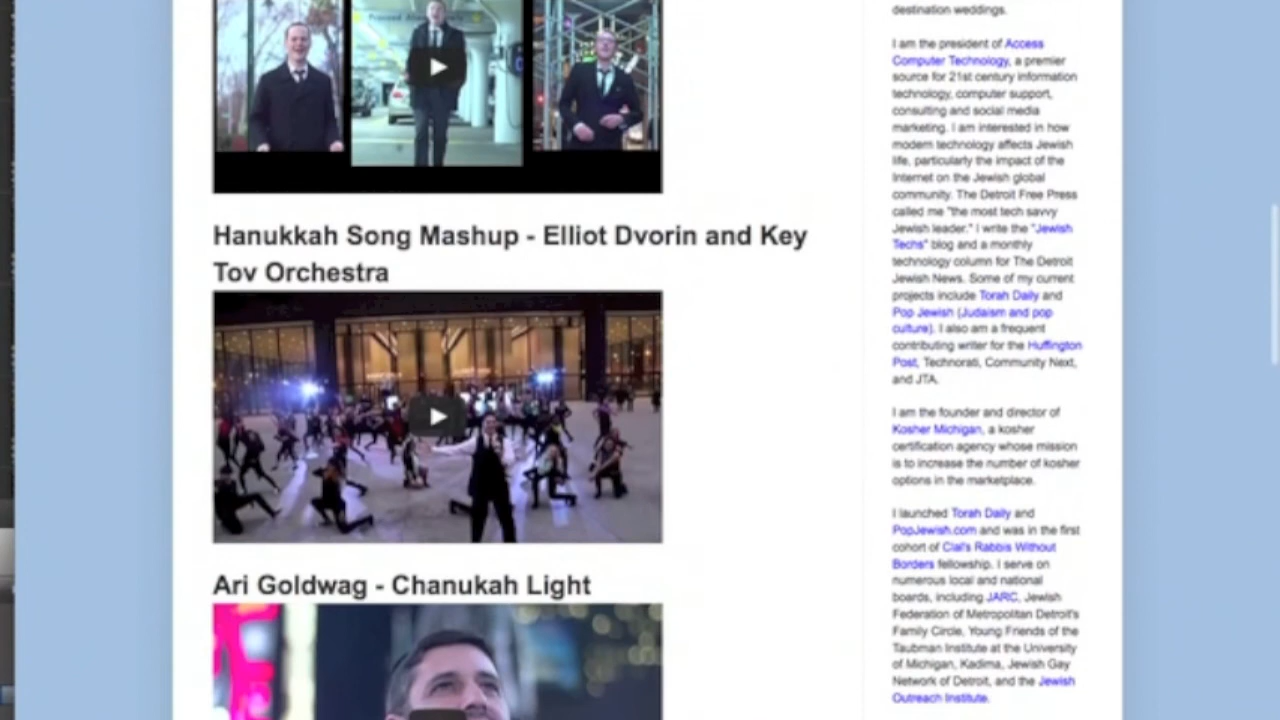 Hanukkah Song Mashup - Elliot Dvorin and Key
Tov Orchestra
Ari Goldwag - Chanukah Light
destination weddings.
I am the president of Access
Computer Technology, a premier
source for 21st century information
technology, computer support,
consulting and social media
marketing. I am interested in how
modern technology affects Jewish
life, particularly the impact of the
Internet on the Jewish global
community. The Detroit Free Press
called me "the most tech savvy
Jewish leader." I write the "Jewish
Techs" blog and a monthly
technology column for The Detroit
Jewish News. Some of my current
projects include Torah Daily and
Pop Jewish (Judaism and pop
culture). I also am a frequent
contributing writer for the Huffington
Post, Technorati, Community Next,
and JTA.
I am the founder and director of
Kosher Michigan, a kosher
certification agency whose mission
is to increase the number of kosher
options in the marketplace.
I launched Torah Daily and
PopJewish.com and was in the first
cohort of Clal's Rabbis Without
Borders fellowship. I serve on
numerous local and national
boards, including JARC, Jewish
Federation of Metropolitan Detroit's
Family Circle, Young Friends of the
Taubman Institute at the University
of Michigan, Kadima, Jewish Gay
Network of Detroit, and the Jewish
Outreach Institute.